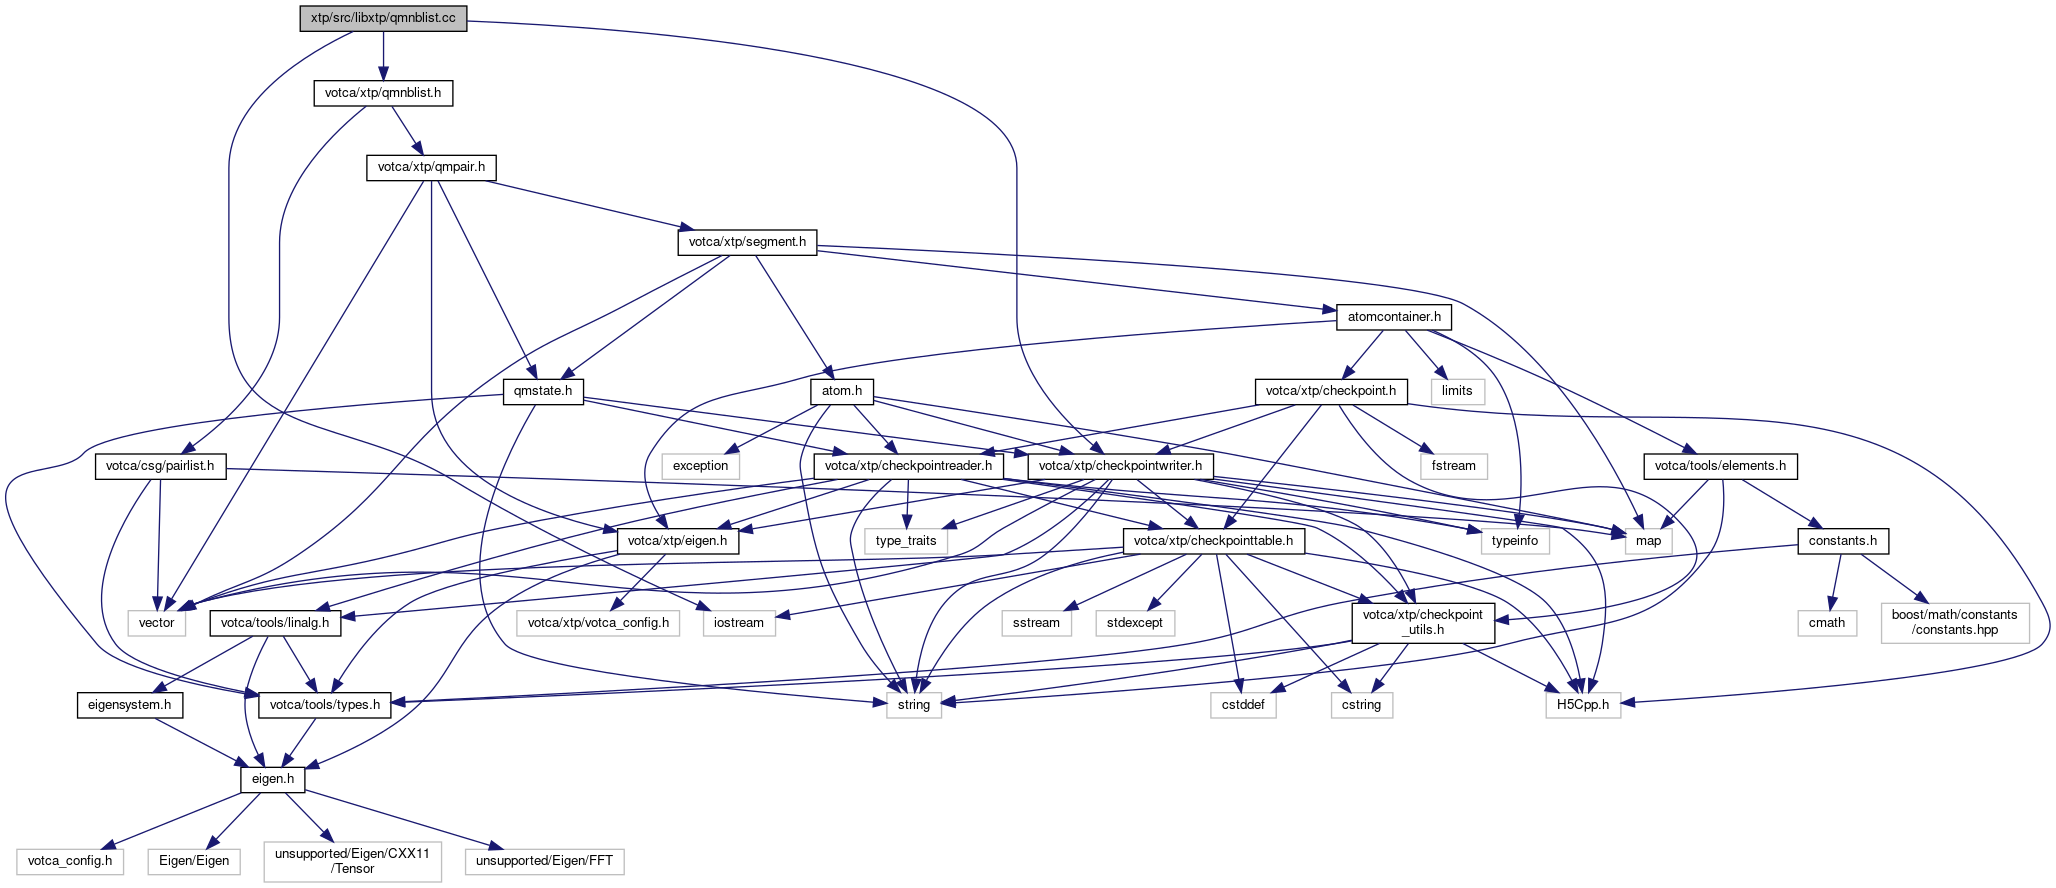 xtp/src/libxtp/qmnblist.cc
votca/xtp/qmnblist.h
votca/xtp/qmpair.h
votca/xtp/segment.h
atomcontainer.h
qmstate.h
atom.h
votca/xtp/checkpoint.h
limits
votca/csg/pairlist.h
exception
votca/xtp/checkpointreader.h
votca/xtp/checkpointwriter.h
fstream
votca/tools/elements.h
votca/xtp/eigen.h
type_traits
votca/xtp/checkpointtable.h
typeinfo
map
constants.h
vector
votca/tools/linalg.h
votca/xtp/votca_config.h
iostream
sstream
stdexcept
votca/xtp/checkpoint
_utils.h
cmath
boost/math/constants
/constants.hpp
eigensystem.h
votca/tools/types.h
string
cstddef
cstring
H5Cpp.h
eigen.h
votca_config.h
Eigen/Eigen
unsupported/Eigen/CXX11
/Tensor
unsupported/Eigen/FFT